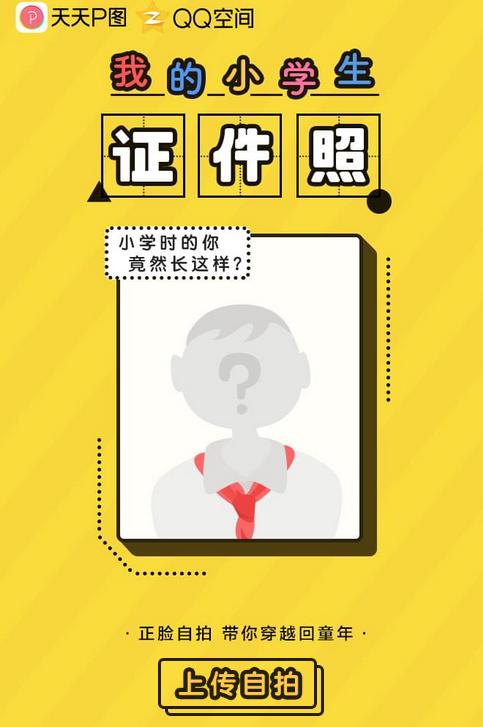 天天P图 QQ空间
我的小学生
证件照
小学时的你
竟然长这样?
?
· 正脸自拍 带你穿越回童年 ·
上传自拍